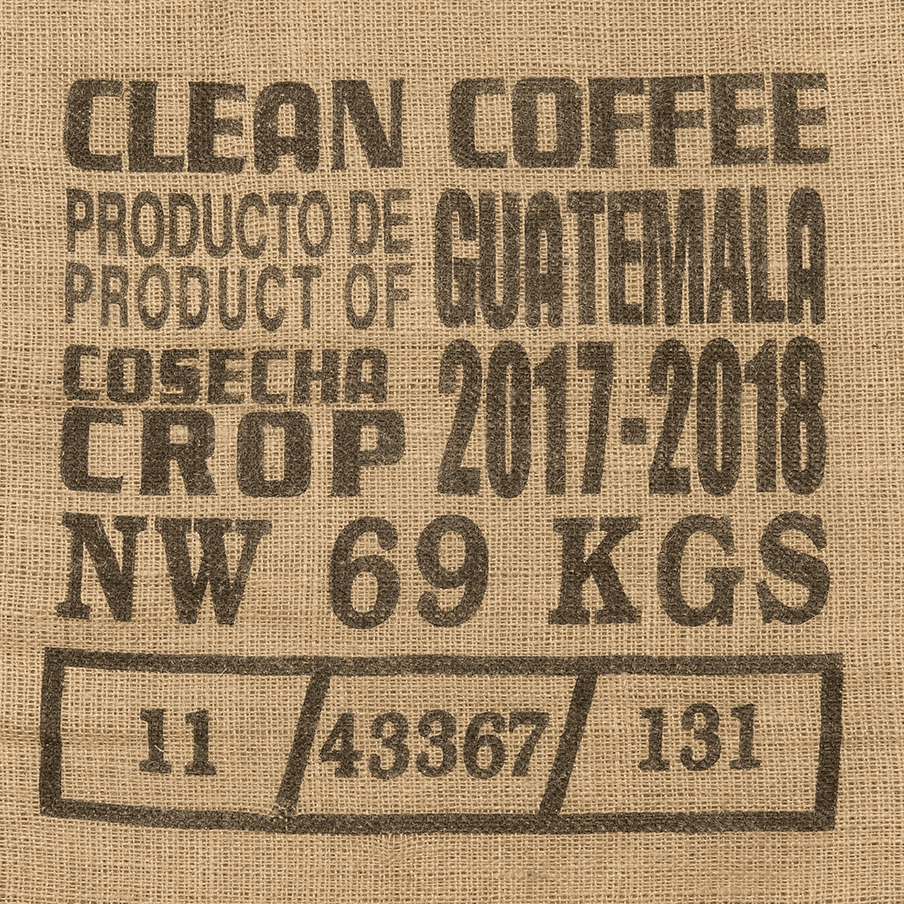 CLEAN COFFEE
PRODUCTO DE
PRODUCT OF
GUATEMALA
COSECHA
CROP
2017-2018
NW 69 KGS
11 43367 131